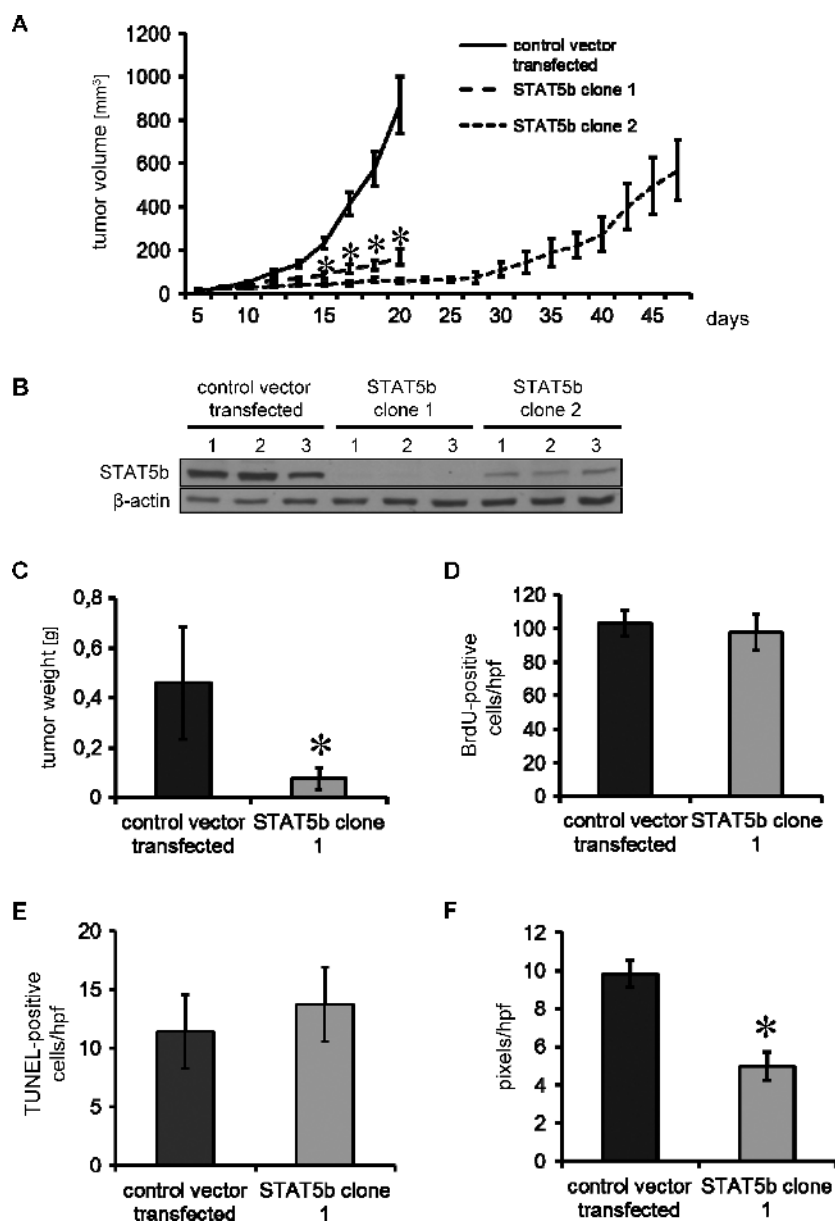 A
tumor volume [mm³]
1200
1000
800
600
400
200
0
5 10 15 20 25 30 35 40 45 days
control vector
transfected
STAT5b clone 1
STAT5b clone 2
* * * *
B
control vector
transfected
STAT5b
clone 1
STAT5b
clone 2
1 2 3 1 2 3 1 2 3
STAT5b
β-actin
C
tumor weight [g]
0,8
0,6
0,4
0,2
0
*
control vector
transfected
STAT5b clone
1
D
BrdU-positive
cells/hpf
120
100
80
60
40
20
0
control vector
transfected
STAT5b clone
1
E
TUNEL-positive
cells/hpf
20
15
10
5
0
control vector
transfected
STAT5b clone
1
F
pixels/hpf
12
10
8
6
4
2
0
*
control vector
transfected
STAT5b clone
1